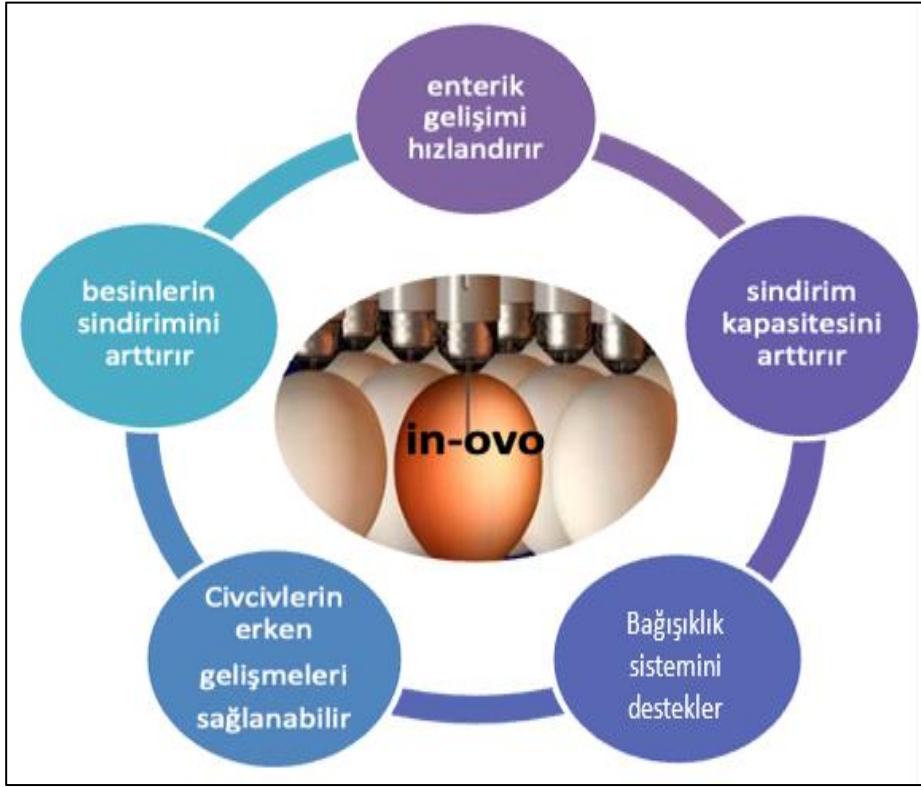 enterik
gelişimi
hızlandırır
sindirim
kapasitesini
arttırır
Bağışıklık
sistemini
destekler
Civcivlerin
erken
gelişmeleri
sağlanabilir
besinlerin
sindirimini
arttırır
in-ovo